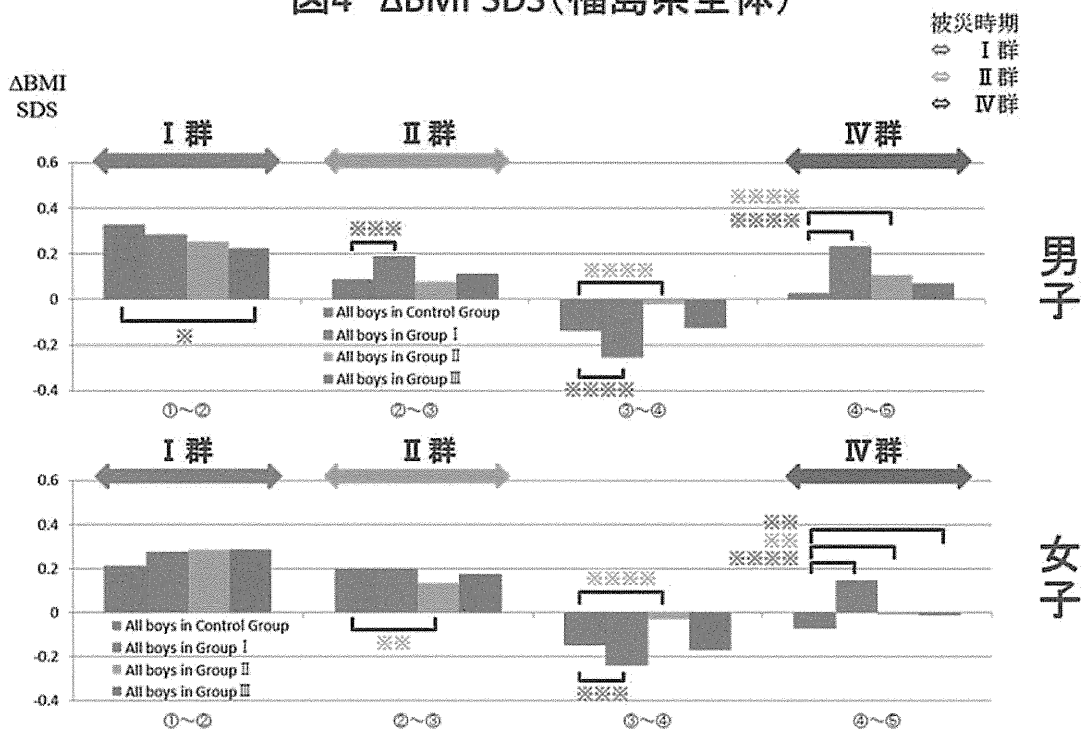 図4 ΔBMI SDS(福島県全体)
被災時期
⇔ Ⅰ群
⇔ Ⅱ群
⇔ Ⅳ群
ΔBMI
SDS
Ⅰ群
Ⅱ群
Ⅳ群
0.6
0.4
0.2
0
-0.2
-0.4
※
※※※
※※※※
※※※※
※※※※
※※※※
All boys in Control Group
All boys in Group Ⅰ
All boys in Group Ⅱ
All boys in Group Ⅲ
①~②
②~③
③~④
④~⑤
男子
Ⅰ群
Ⅱ群
Ⅳ群
0.6
0.4
0.2
0
-0.2
-0.4
※※
※※※※
※※※
※※
※※
※※※※
All boys in Control Group
All boys in Group Ⅰ
All boys in Group Ⅱ
All boys in Group Ⅲ
①~②
②~③
③~④
④~⑤
女子